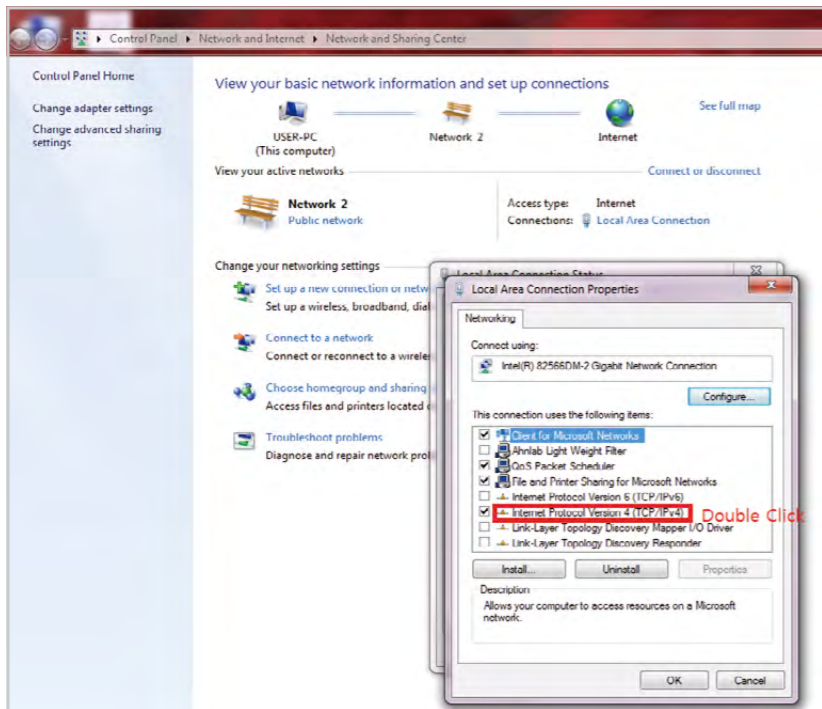 Control Panel ▸ Network and Internet ▸ Network and Sharing Center
Control Panel Home
Change adapter settings
Change advanced sharing
settings
View your basic network information and set up connections
See full map
USER-PC
(This computer)
Network 2
Internet
View your active networks
Connect or disconnect
Network 2
Public network
Access type: Internet
Connections: Local Area Connection
Change your networking settings
Set up a new connection or netw
Set up a wireless, broadband, dial
Connect to a network
Connect or reconnect to a wirele
Choose homegroup and sharing
Access files and printers located o
Troubleshoot problems
Diagnose and repair network prob
Local Area Connection Status
Local Area Connection Properties
Networking
Connect using:
Intel(R) 82566DM-2 Gigabit Network Connection
Configure...
This connection uses the following items:
Client for Microsoft Networks
Ahnlab Light Weight Filter
QoS Packet Scheduler
File and Printer Sharing for Microsoft Networks
Internet Protocol Version 6 (TCP/IPv6)
Internet Protocol Version 4 (TCP/IPv4) Double Click
Link-Layer Topology Discovery Mapper I/O Driver
Link-Layer Topology Discovery Responder
Install... Uninstall Properties
Description
Allows your computer to access resources on a Microsoft
network.
OK Cancel